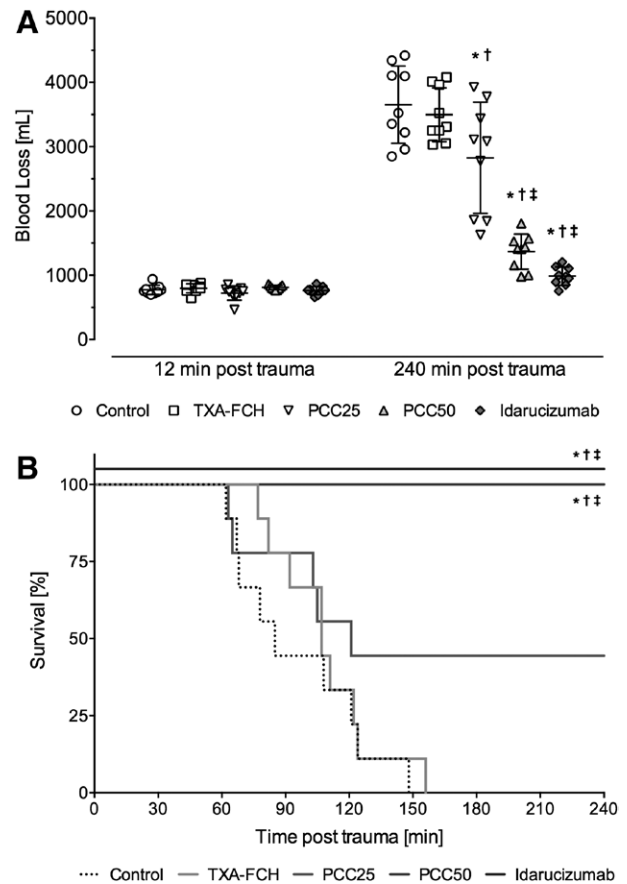 A
5000
4000
3000
2000
1000
0
Blood Loss [mL]
* †
* † ‡
* † ‡
12 min post trauma 240 min post trauma
Control TXA-FCH PCC25 PCC50 Idarucizumab
B
100
75
50
25
0
Survival [%]
* † ‡
* † ‡
0 30 60 90 120 150 180 210 240
Time post trauma [min]
Control TXA-FCH PCC25 PCC50 Idarucizumab